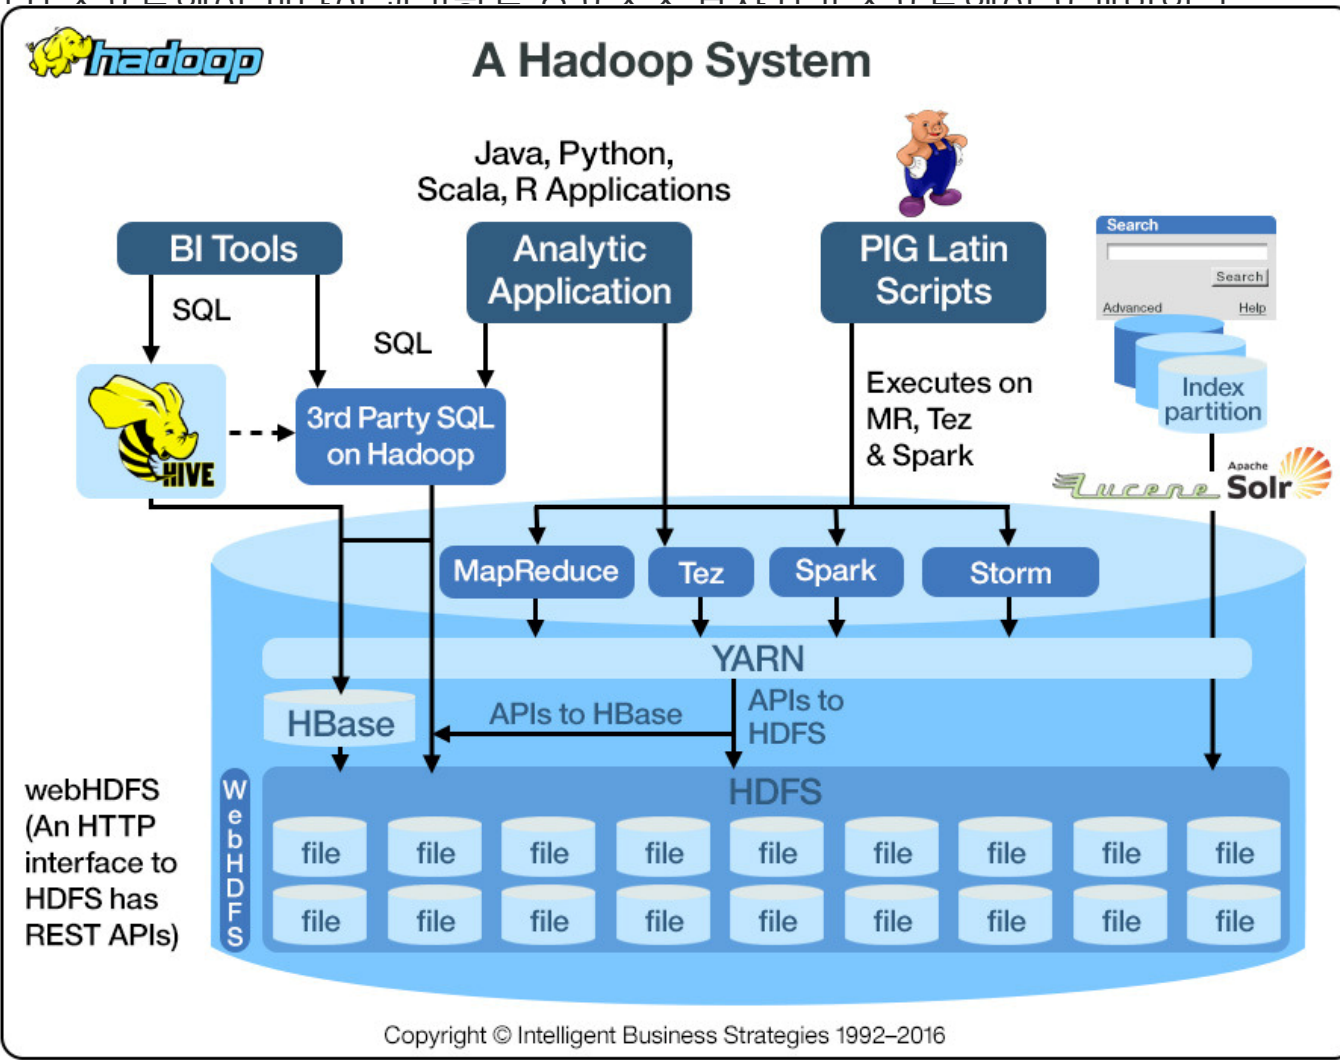 hadoop
A Hadoop System
Java, Python,
Scala, R Applications
BI Tools
Analytic
Application
PIG Latin
Scripts
Search
Search
Advanced
Help
SQL
SQL
HIVE
3rd Party SQL
on Hadoop
Executes on
MR, Tez
& Spark
Index
partition
Lucene
Apache
Solr
MapReduce
Tez
Spark
Storm
YARN
HBase
APIs to HBase
APIs to
HDFS
webHDFS
(An HTTP
interface to
HDFS has
REST APIs)
WebHDFS
HDFS
file file file file file file file file file
file file file file file file file file file
Copyright © Intelligent Business Strategies 1992–2016